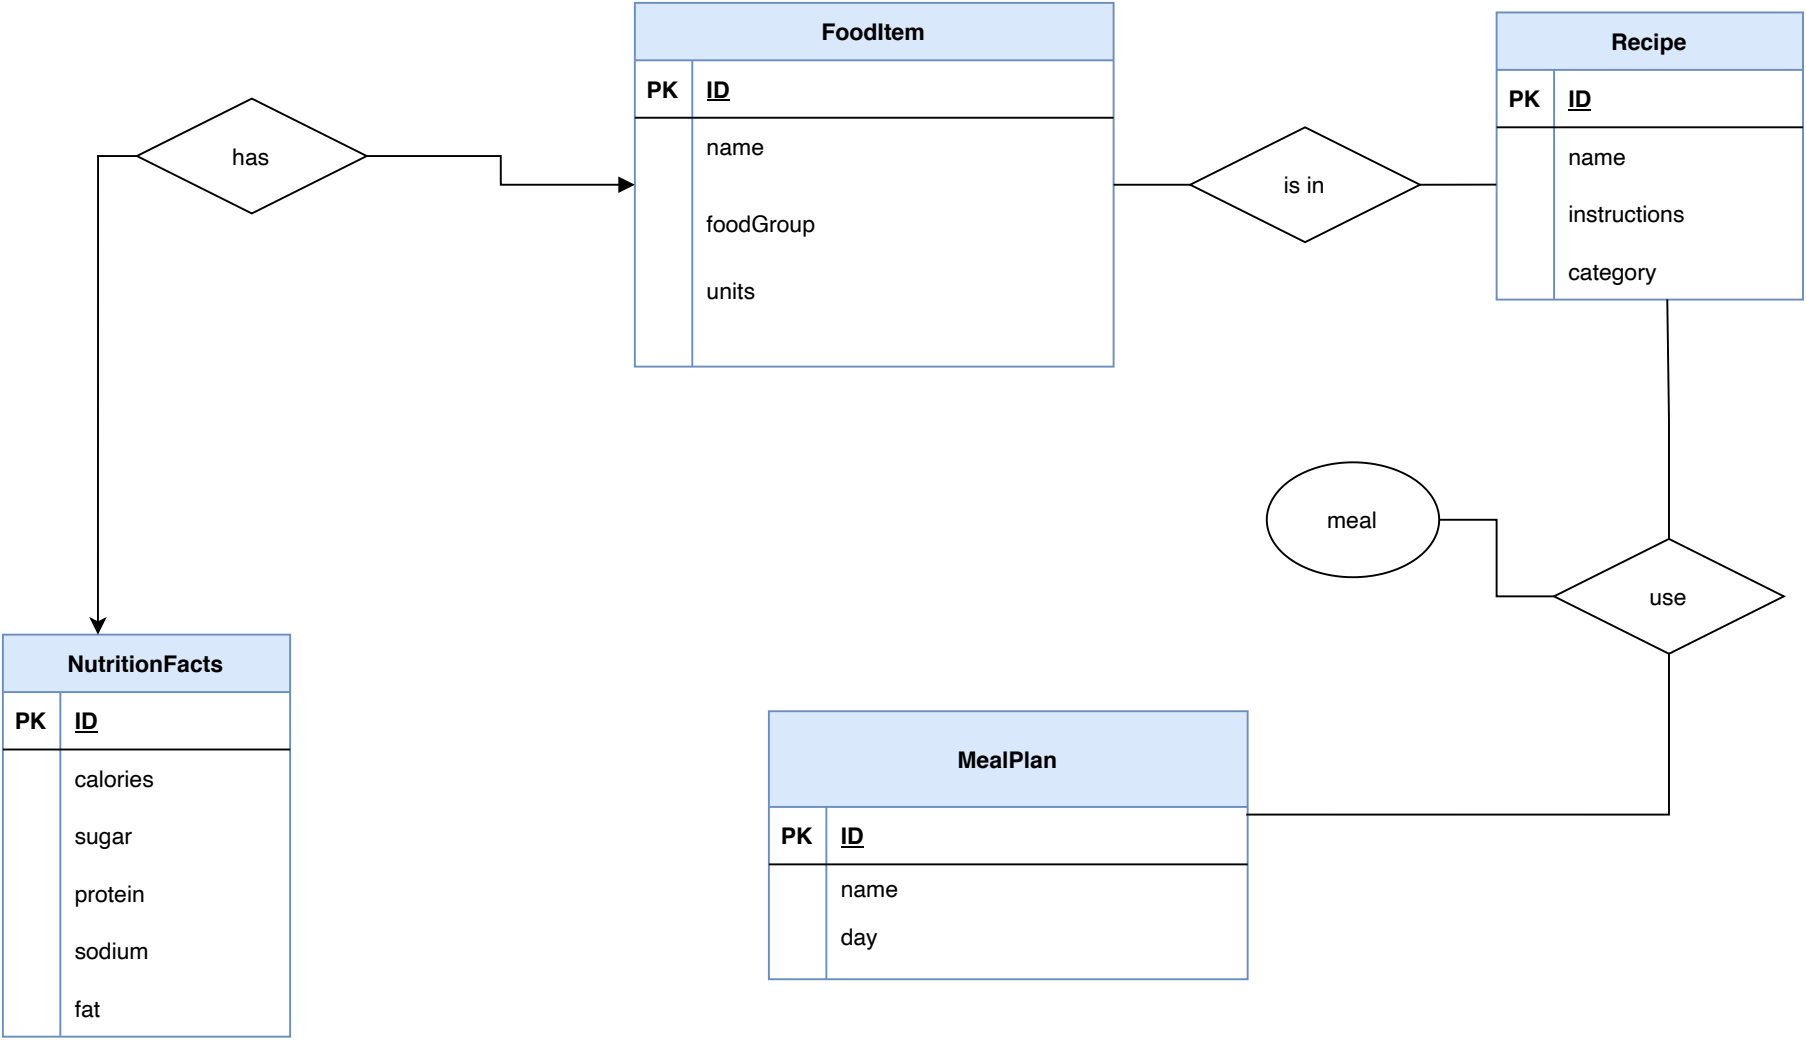 FoodItem
PK ID
name
foodGroup
units
Recipe
PK ID
name
instructions
category
has
is in
meal
use
NutritionFacts
PK ID
calories
sugar
protein
sodium
fat
MealPlan
PK ID
name
day